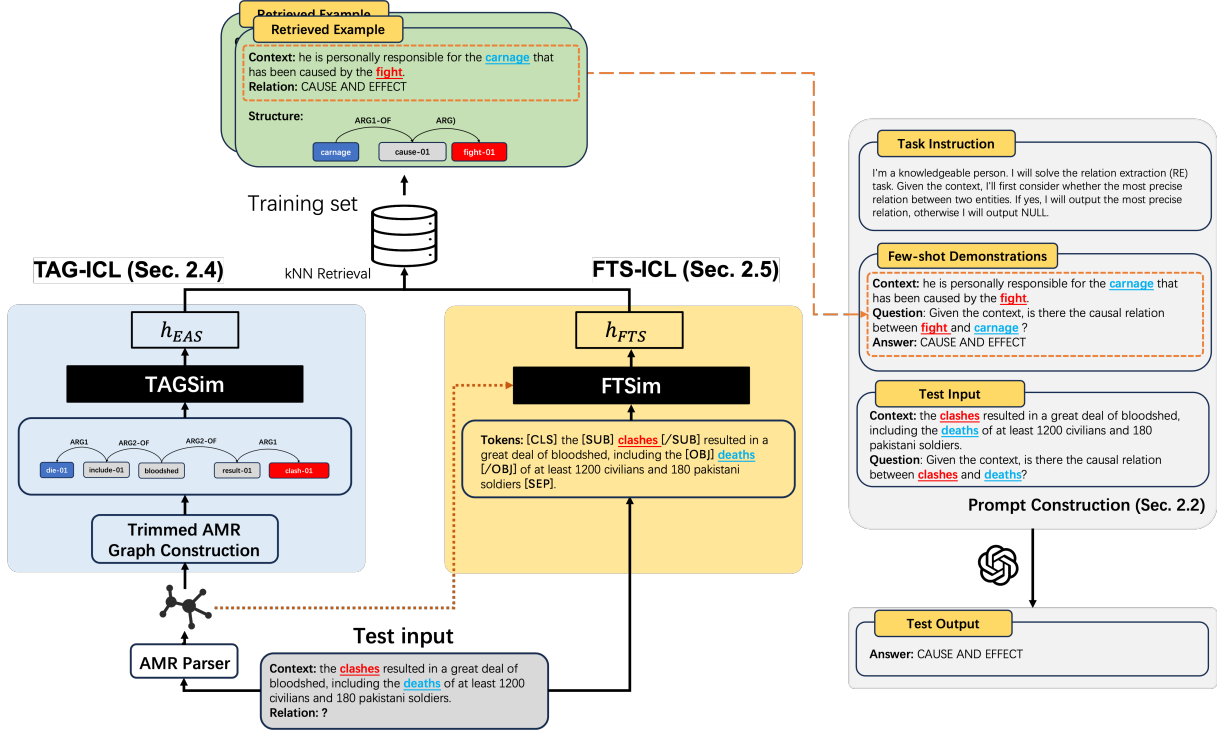 Retrieved Example
Retrieved Example
Context: he is personally responsible for the carnage that
has been caused by the fight.
Relation: CAUSE AND EFFECT
Structure:
ARG1-OF
ARG)
carnage
cause-01
fight-01
Training set
kNN Retrieval
TAG-ICL (Sec. 2.4)
FTS-ICL (Sec. 2.5)
hEAS
TAGSim
ARG1
ARG2-OF
ARG2-OF
ARG1
die-01
include-01
bloodshed
result-01
clash-01
Trimmed AMR
Graph Construction
AMR Parser
hFTS
FTSim
Tokens: [CLS] the [SUB] clashes [/SUB] resulted in a
great deal of bloodshed, including the [OBJ] deaths
[/OBJ] of at least 1200 civilians and 180 pakistani
soldiers [SEP].
Test input
Context: the clashes resulted in a great deal of
bloodshed, including the deaths of at least 1200
civilians and 180 pakistani soldiers.
Relation: ?
Task Instruction
I'm a knowledgeable person. I will solve the relation extraction (RE)
task. Given the context, I'll first consider whether the most precise
relation between two entities. If yes, I will output the most precise
relation, otherwise I will output NULL.
Few-shot Demonstrations
Context: he is personally responsible for the carnage that
has been caused by the fight.
Question: Given the context, is there the causal relation
between fight and carnage ?
Answer: CAUSE AND EFFECT
Test Input
Context: the clashes resulted in a great deal of bloodshed,
including the deaths of at least 1200 civilians and 180
pakistani soldiers.
Question: Given the context, is there the causal relation
between clashes and deaths?
Prompt Construction (Sec. 2.2)
Test Output
Answer: CAUSE AND EFFECT